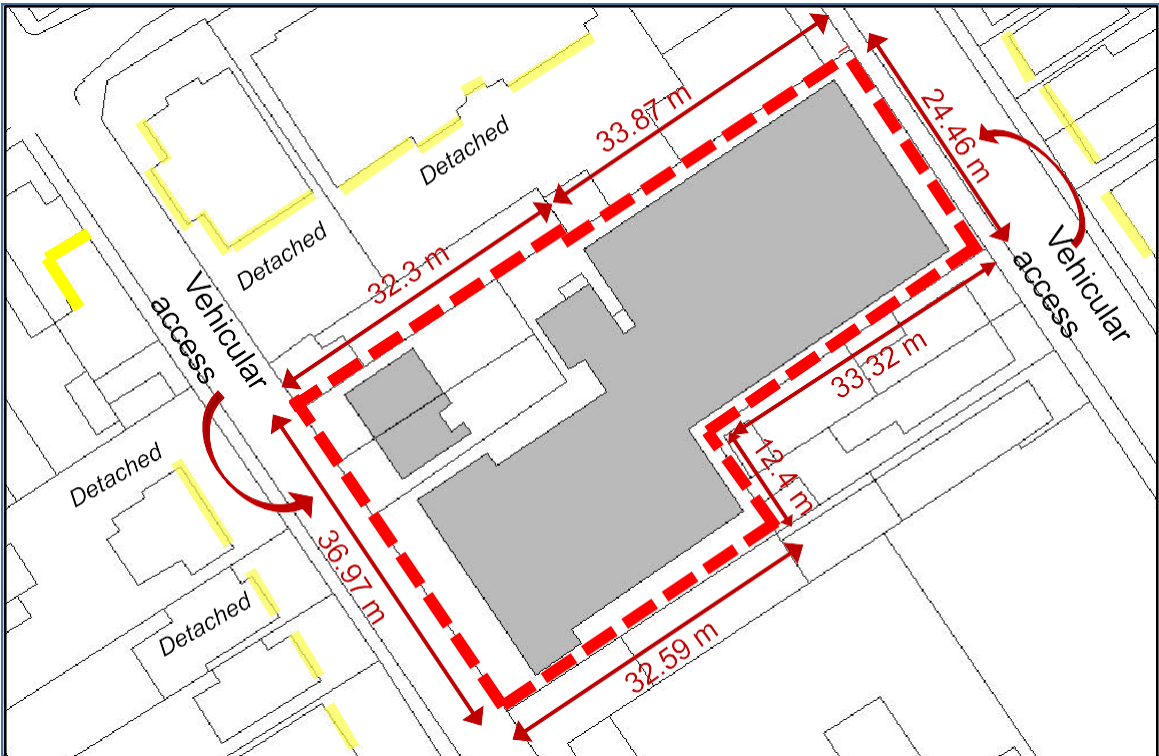 33.87 m
24.46 m
Detached
Detached
32.3 m
Vehicular
access
Vehicular
access
33.32 m
12.4 m
Detached
36.97 m
Detached
32.59 m